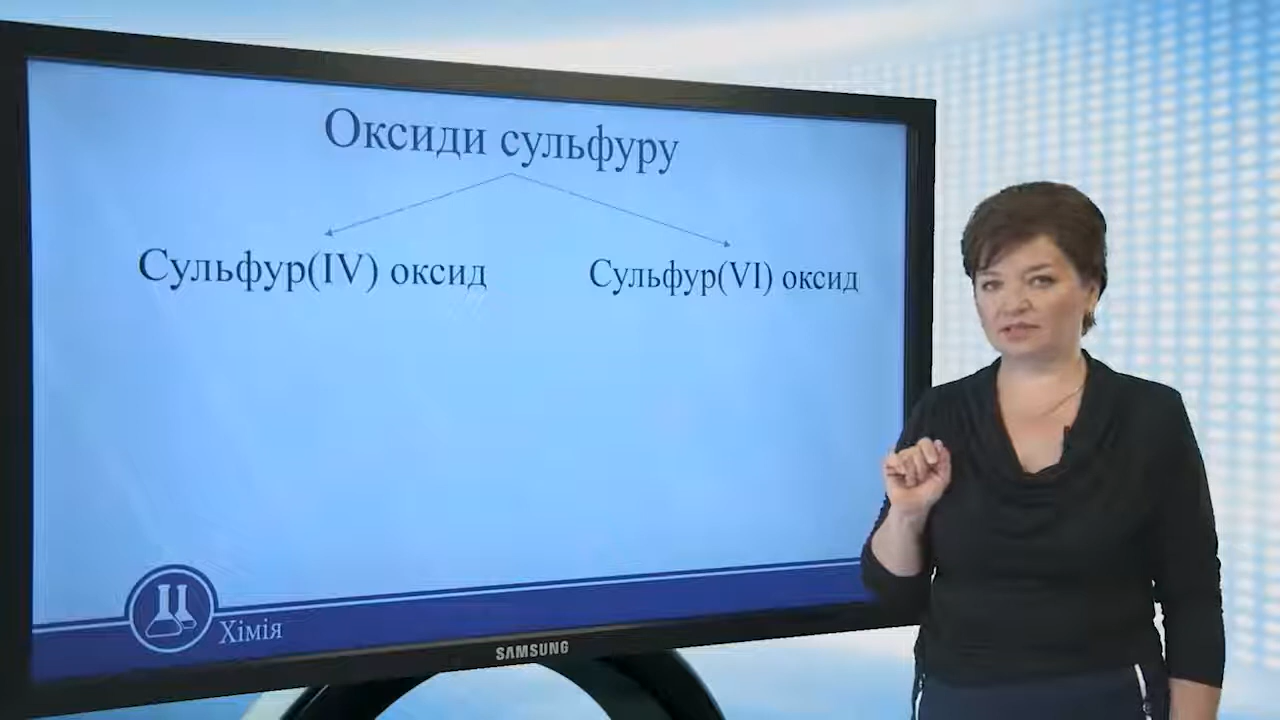 Оксиди сульфуру
Сульфур(IV) оксид
Сульфур(VI) оксид
Хімія
SAMSUNG